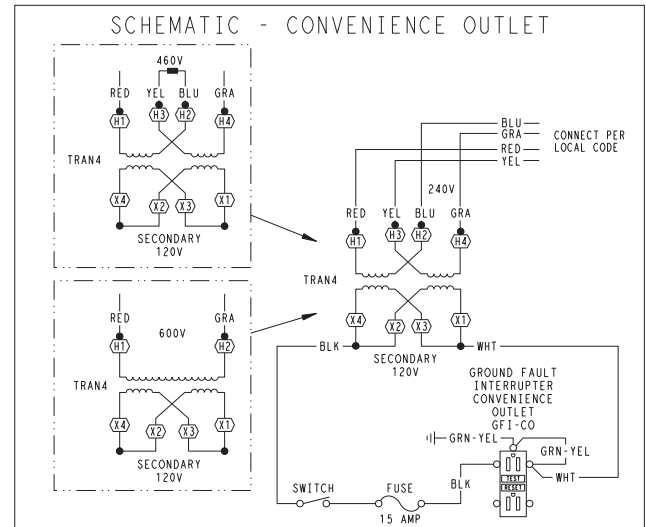 SCHEMATIC - CONVENIENCE OUTLET
460V
RED YEL BLU GRA
H1 H3 H2 H4
TRAN4
X4 X2 X3 X1
SECONDARY
120V
RED GRA
600V
H1 H2
TRAN4
X4 X2 X3 X1
SECONDARY
120V
BLU
GRA
RED
YEL
CONNECT PER
LOCAL CODE
240V
RED YEL BLU GRA
H1 H3 H2 H4
TRAN4
X4 X2 X3 X1
BLK
WHT
SECONDARY
120V
GROUND FAULT
INTERRUPTER
CONVENIENCE
OUTLET
GFI-CO
GRN-YEL
GRN-YEL
WHT
BLK
TEST
RESET
SWITCH
FUSE
15 AMP